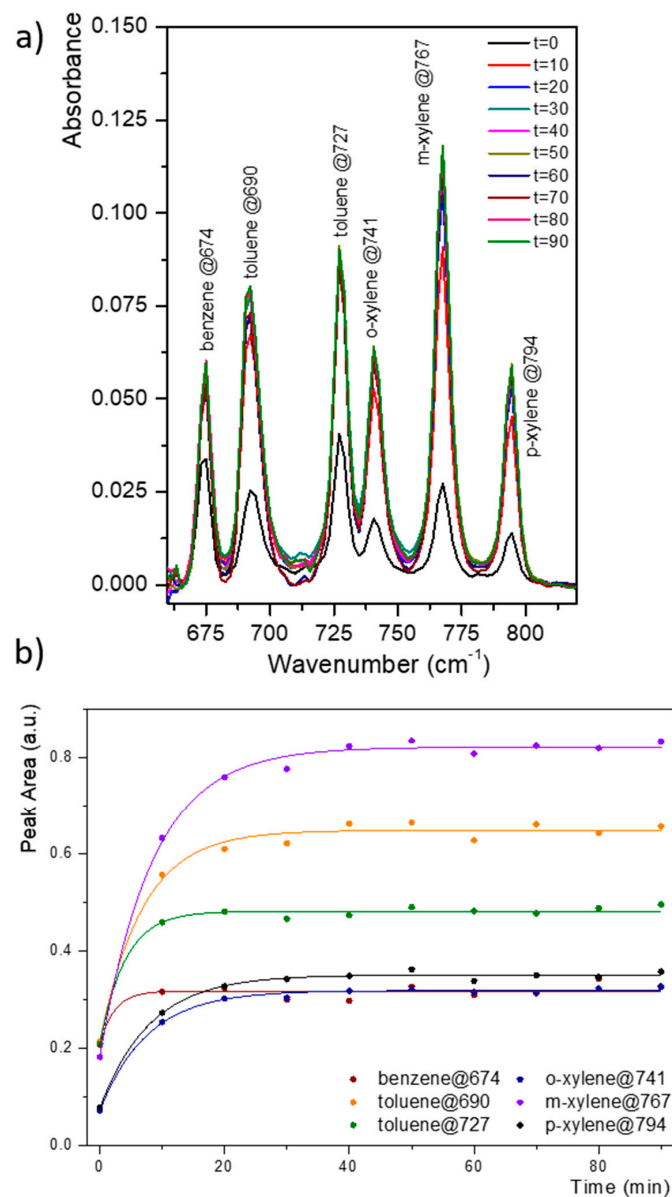 a)
Absorbance
0.150
0.125
0.100
0.075
0.050
0.025
0.000
benzene @674
toluene @690
toluene @727
o-xylene @741
m-xylene @767
p-xylene @794
t=0
t=10
t=20
t=30
t=40
t=50
t=60
t=70
t=80
t=90
675 700 725 750 775 800
Wavenumber (cm-1)
b)
Peak Area (a.u.)
0.8
0.6
0.4
0.2
0.0
benzene@674 o-xylene@741
toluene@690 m-xylene@767
toluene@727 p-xylene@794
0 20 40 60 80
Time (min)